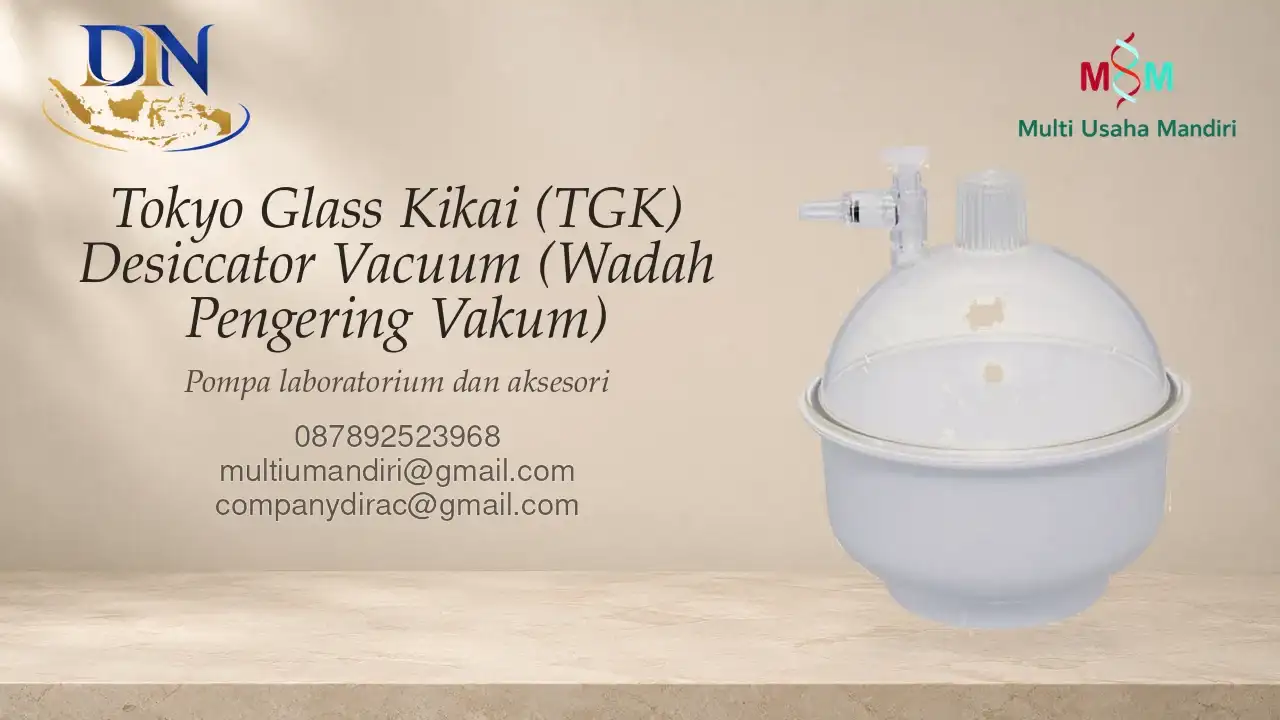 DIN
MSM
Multi Usaha Mandiri
Tokyo Glass Kikai (TGK)
Desiccator Vacuum (Wadah
Pengering Vakum)
Pompa laboratorium dan aksesori
087892523968
multiumandiri@gmail.com
companydirac@gmail.com